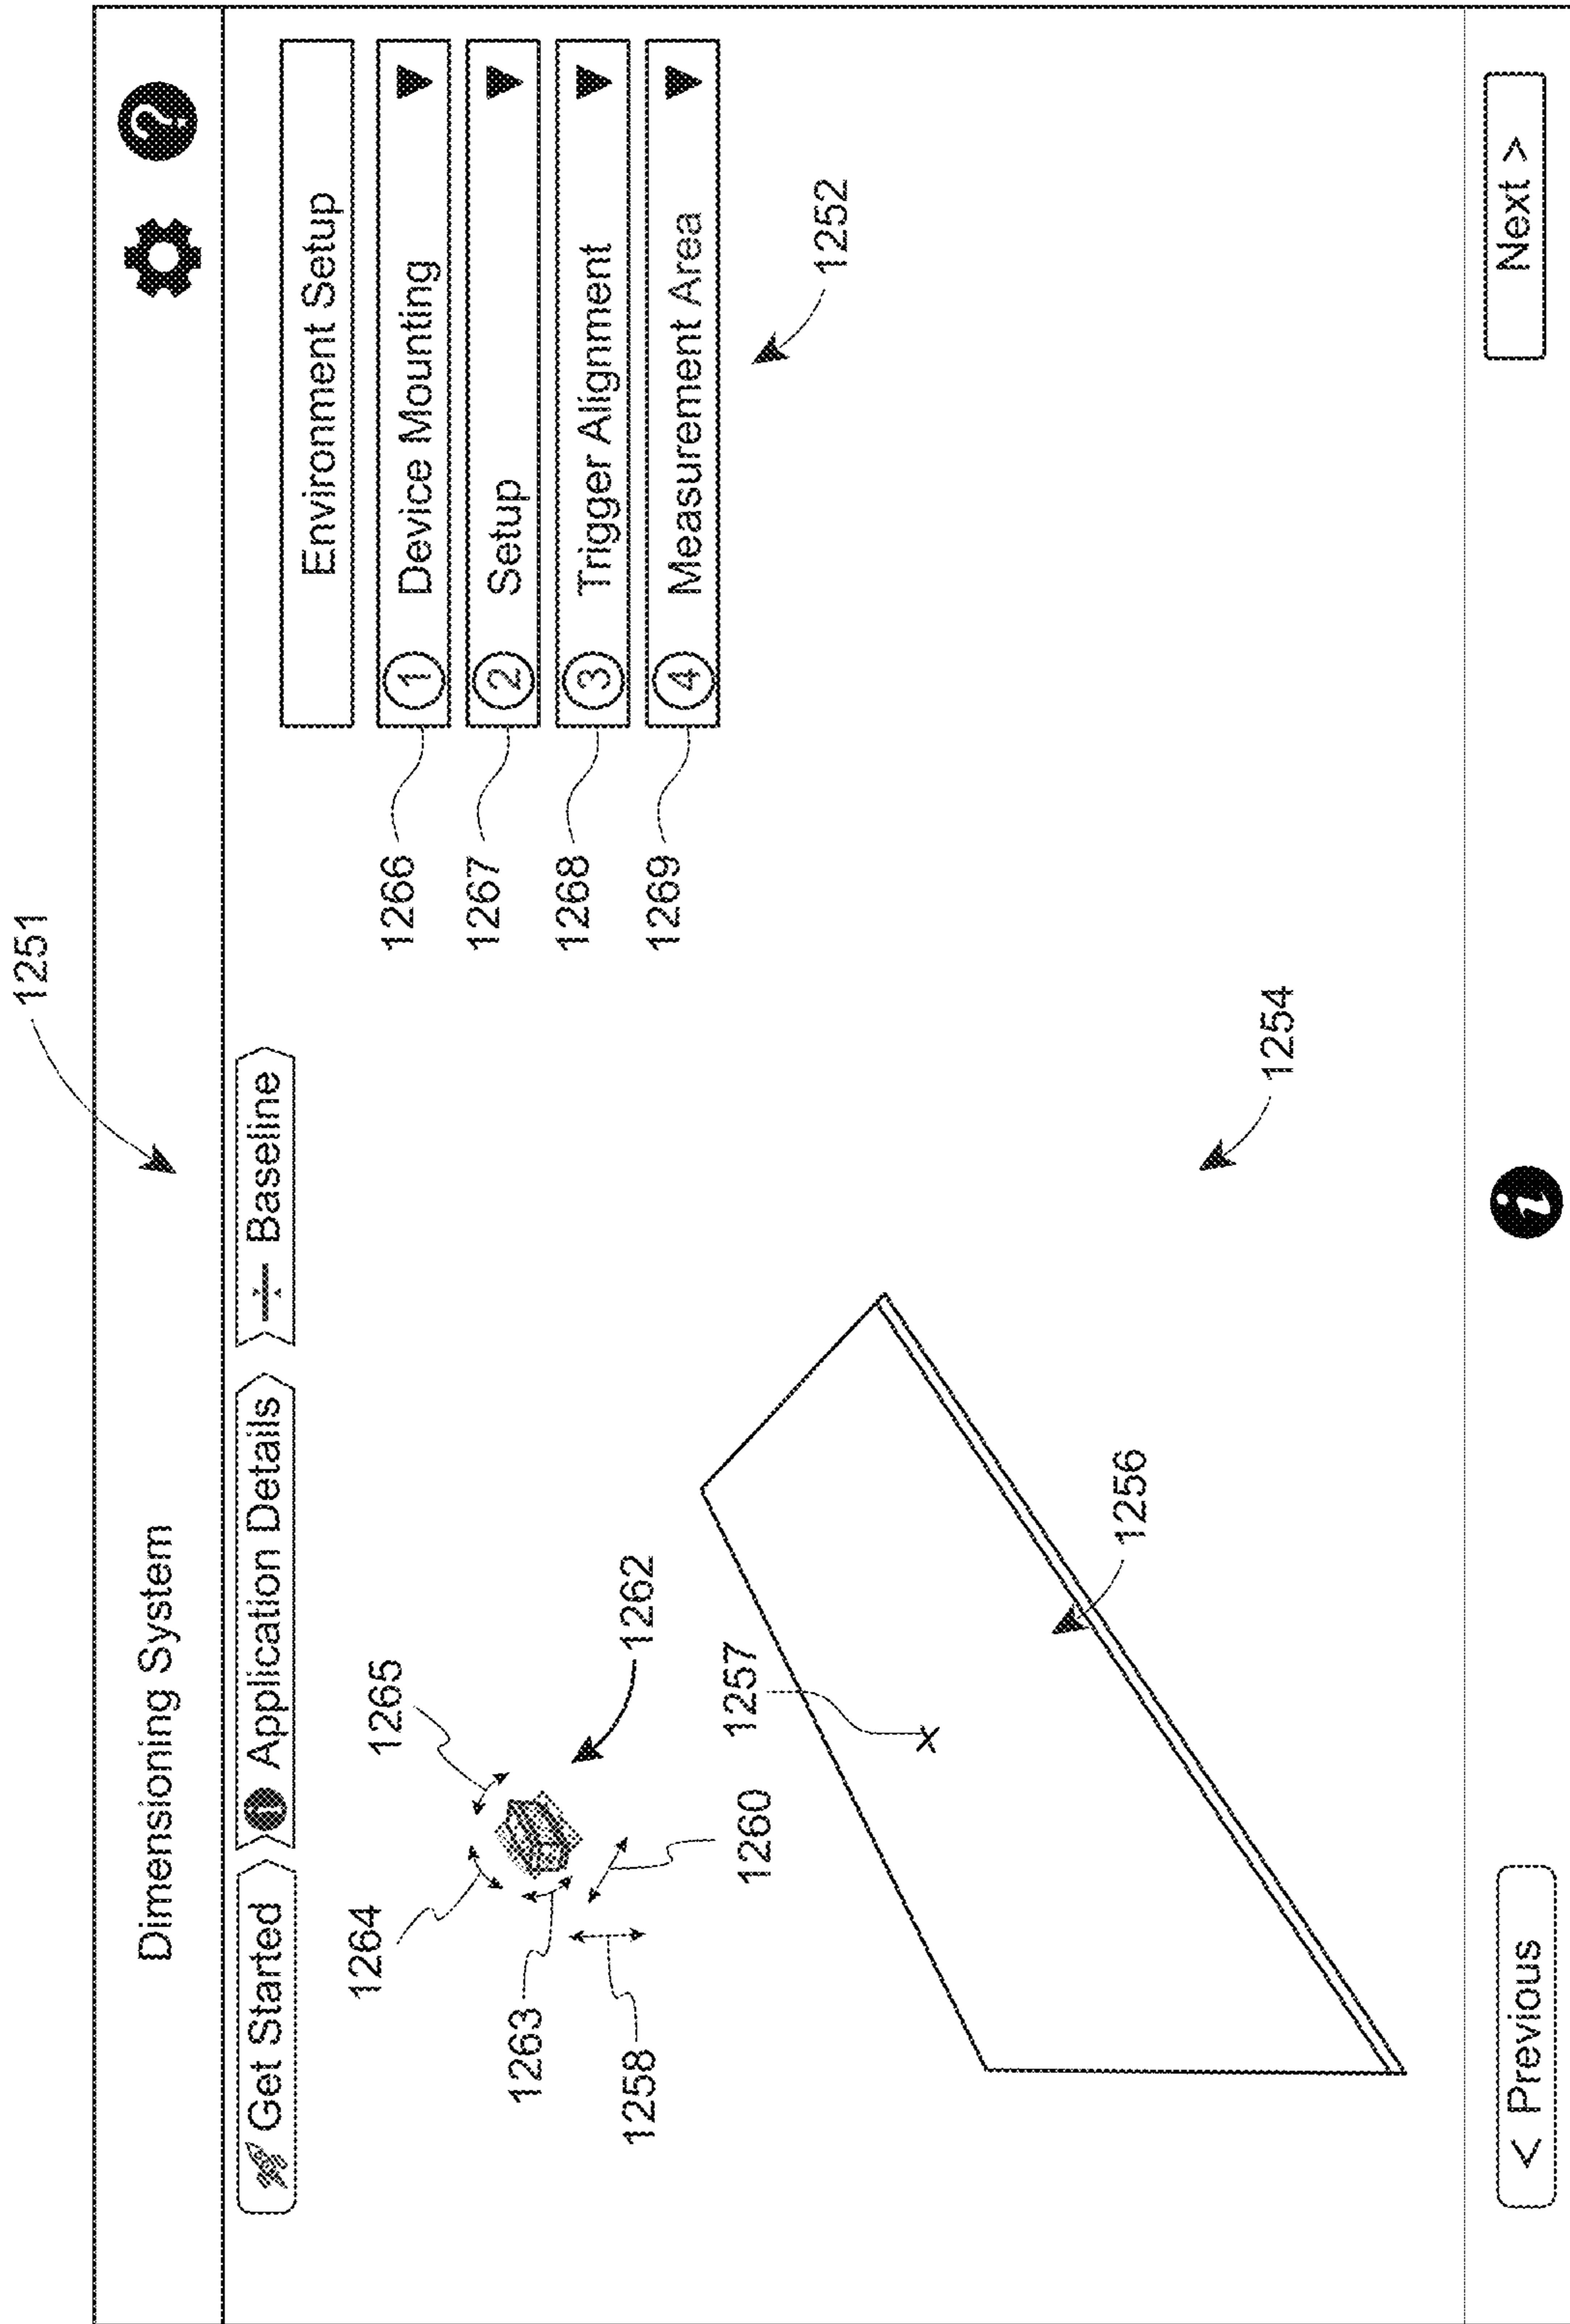 1251
Dimensioning System
?
Get Started
Application Details
Baseline
Environment Setup
1266
1 Device Mounting
1267
2 Setup
1268
3 Trigger Alignment
1269
4 Measurement Area
1252
1264
1265
1263
1262
1258
1260
1257
1256
1254
< Previous
i
Next >